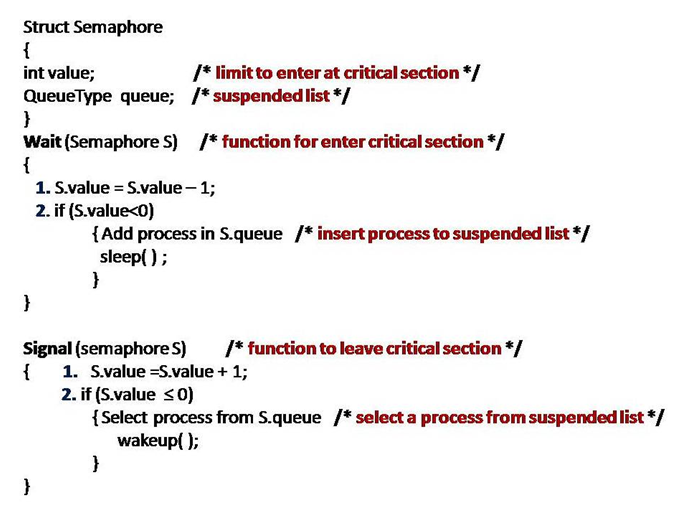 Struct Semaphore
{
int value; /* limit to enter at critical section */
QueueType queue; /* suspended list */
}
Wait (Semaphore S) /* function for enter critical section */
{
1. S.value = S.value – 1;
2. if (S.value<0)
{ Add process in S.queue /* insert process to suspended list */
sleep( ) ;
}
}
Signal (semaphore S) /* function to leave critical section */
{ 1. S.value =S.value + 1;
2. if (S.value ≤ 0)
{ Select process from S.queue /* select a process from suspended list */
wakeup( );
}
}